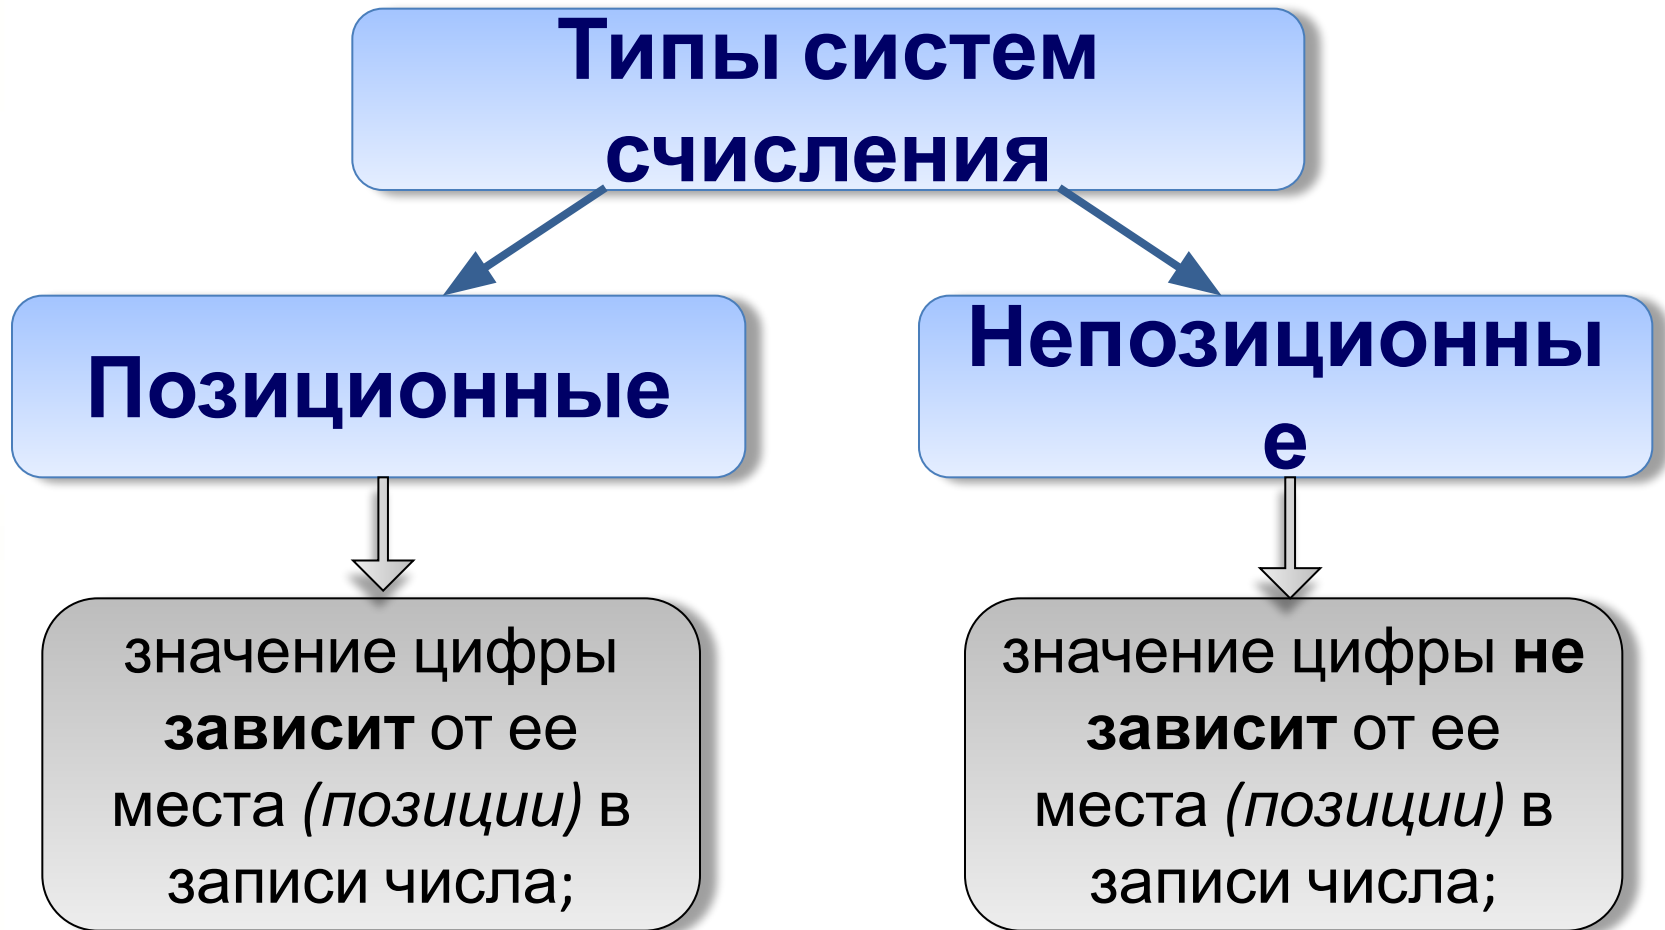 Типы систем
счисления
Позиционные
Непозиционны
е
значение цифры
зависит от ее
места (позиции) в
записи числа;
значение цифры не
зависит от ее
места (позиции) в
записи числа;